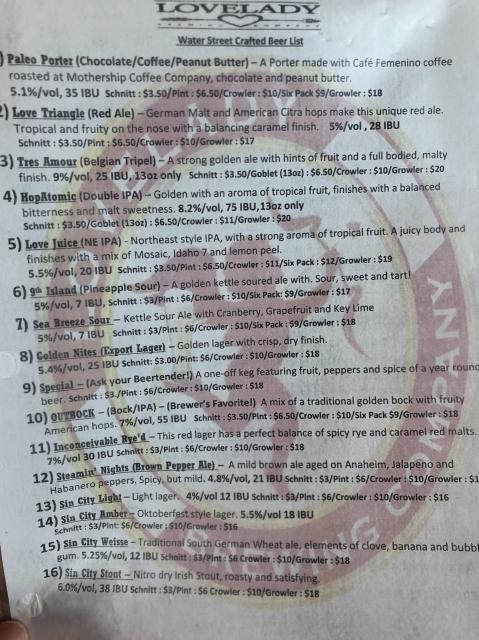 LOVELADY
BREWING COMPANY
Water Street Crafted Beer List
) Paleo Porter (Chocolate/Coffee/Peanut Butter) – A Porter made with Café Femenino coffee
roasted at Mothership Coffee Company, chocolate and peanut butter.
5.1%/vol, 35 IBU Schnitt : $3.50/Pint : $6.50/Crowler : $10/Six Pack $9/Growler : $18
2) Love Triangle (Red Ale) – German Malt and American Citra hops make this unique red ale.
Tropical and fruity on the nose with a balancing caramel finish. 5%/vol , 28 IBU
Schnitt : $3.50/Pint : $6.50/Crowler : $10/Growler : $17
3) Tres Amour (Belgian Tripel) – A strong golden ale with hints of fruit and a full bodied, malty
finish. 9%/vol, 25 IBU, 13oz only Schnitt : $3.50/Goblet (13oz) : $6.50/Crowler : $10/Growler : $20
4) HopAtomic (Double IPA) – Golden with an aroma of tropical fruit, finishes with a balanced
bitterness and malt sweetness. 8.2%/vol, 75 IBU,13oz only
Schnitt : $3.50/Goblet (13oz) : $6.50/Crowler : $11/Growler : $20
5) Love Juice (NE IPA) - Northeast style IPA, with a strong aroma of tropical fruit. A juicy body and
finishes with a mix of Mosaic, Idaho 7 and lemon peel.
5.5%/vol, 20 IBU Schnitt : $3.50/Pint : $6.50/Crowler : $11/Six Pack : $12/Growler : $19
6) 9th Island (Pineapple Sour) – A golden kettle soured ale with. Sour, sweet and tart!
5%/vol, 7 IBU, Schnitt : $3/Pint : $6/Crowler : $10/Six Pack : $9/Growler : $17
7) Sea Breeze Sour – Kettle Sour Ale with Cranberry, Grapefruit and Key Lime
5%/vol, 7 IBU Schnitt : $3/Pint : $6/Crowler : $10/Six Pack : $9/Growler : $18
8) Golden Nites (Export Lager) – Golden lager with crisp, dry finish.
5.4%/vol, 25 IBU Schnitt : $3.00/Pint : $6/Crowler : $10/Growler : $18
9) Special – (Ask your Beertender!) A one-off keg featuring fruit, peppers and spice of a year round
beer. Schnitt : $3./Pint : $6/Crowler : $10/Growler : $18
10) OUTBOCK – (Bock/IPA) – (Brewer's Favorite!) A mix of a traditional golden bock with fruity
American hops. 7%/vol, 55 IBU Schnitt : $3.50/Pint : $6.50/Crowler : $10/Six Pack $9/Growler : $18
11) Inconceivable Rye'd – This red lager has a perfect balance of spicy rye and caramel red malts.
7%/vol 30 IBU Schnitt : $3/Pint : $6/Crowler : $10/Growler : $18
12) Steamin' Nights (Brown Pepper Ale) – A mild brown ale aged on Anaheim, Jalapeno and
Habanero peppers. Spicy, but mild. 4.8%/vol, 21 IBU Schnitt : $3/Pint : $6/Crowler : $10/Growler : $1
13) Sin City Light – Light lager. 4%/vol 12 IBU Schnitt : $3/Pint : $6/Crowler : $10/Growler : $16
14) Sin City Amber – Oktoberfest style lager. 5.5%/vol 18 IBU
Schnitt : $3/Pint : $6/Crowler : $10/Growler : $16
15) Sin City Weisse – Traditional South German Wheat ale, elements of clove, banana and bubbl
gum. 5.25%/vol, 12 IBU Schnitt : $3/Pint : $6 Crowler : $10/Growler : $18
16) Sin City Stout – Nitro dry Irish Stout, roasty and satisfying.
6.0%/vol, 38 IBU Schnitt : $3/Pint : $6 Crowler : $10/Growler : $18